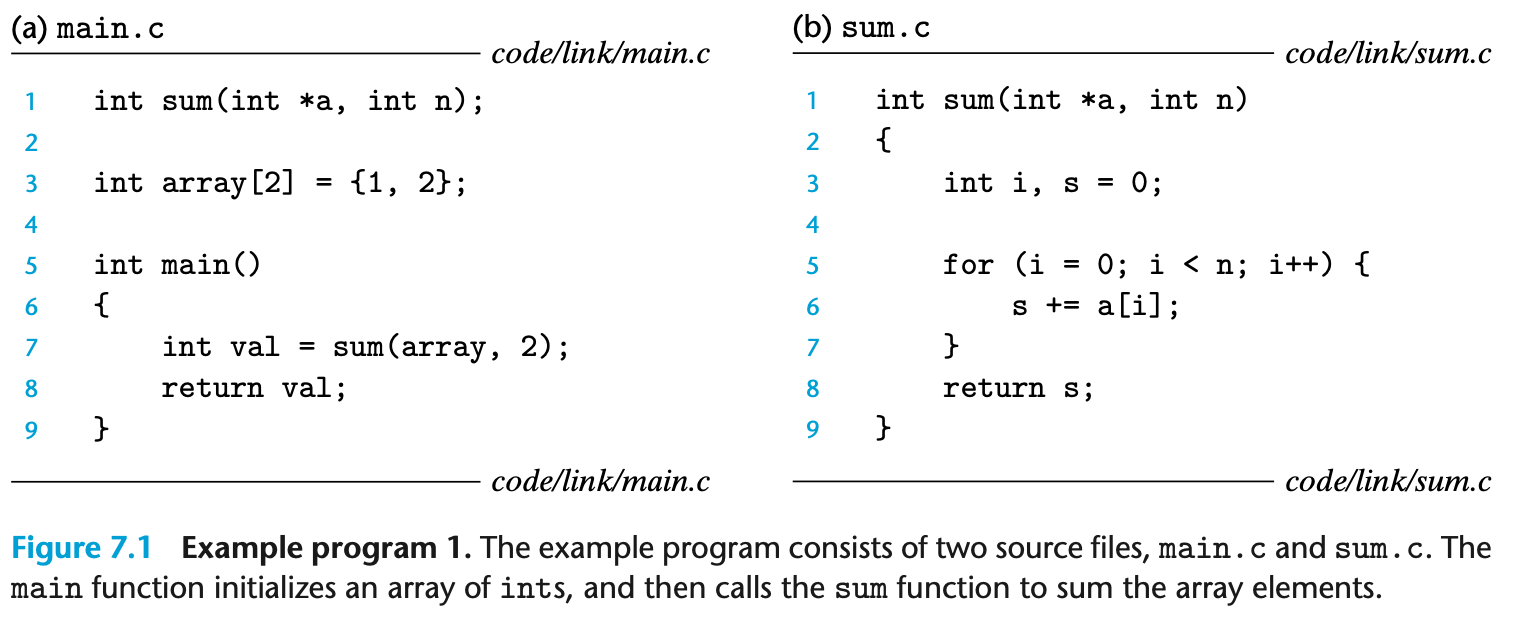 (a) main.c
code/link/main.c
1 int sum(int *a, int n);
2
3 int array[2] = {1, 2};
4
5 int main()
6 {
7     int val = sum(array, 2);
8     return val;
9 }
code/link/main.c
(b) sum.c
code/link/sum.c
1 int sum(int *a, int n)
2 {
3     int i, s = 0;
4
5     for (i = 0; i < n; i++) {
6         s += a[i];
7     }
8     return s;
9 }
code/link/sum.c
Figure 7.1 Example program 1. The example program consists of two source files, main.c and sum.c. The
main function initializes an array of ints, and then calls the sum function to sum the array elements.